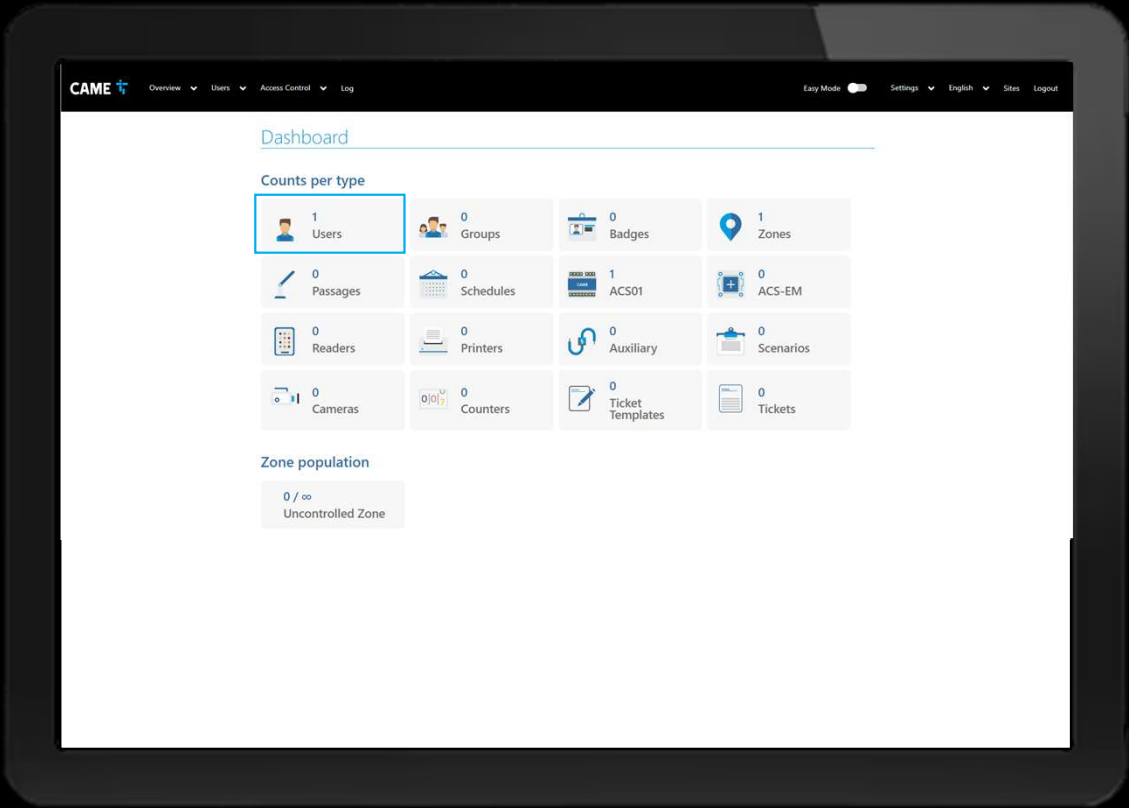 CAME Overview Users Access Control Log Easy Mode Settings English Sites Logout
Dashboard
Counts per type
1
Users
0
Groups
0
Badges
1
Zones
0
Passages
0
Schedules
CAME
1
ACS01
0
ACS-EM
0
Readers
0
Printers
0
Auxiliary
0
Scenarios
0
Cameras
0
Counters
0
Ticket
Templates
0
Tickets
Zone population
0 / ∞
Uncontrolled Zone